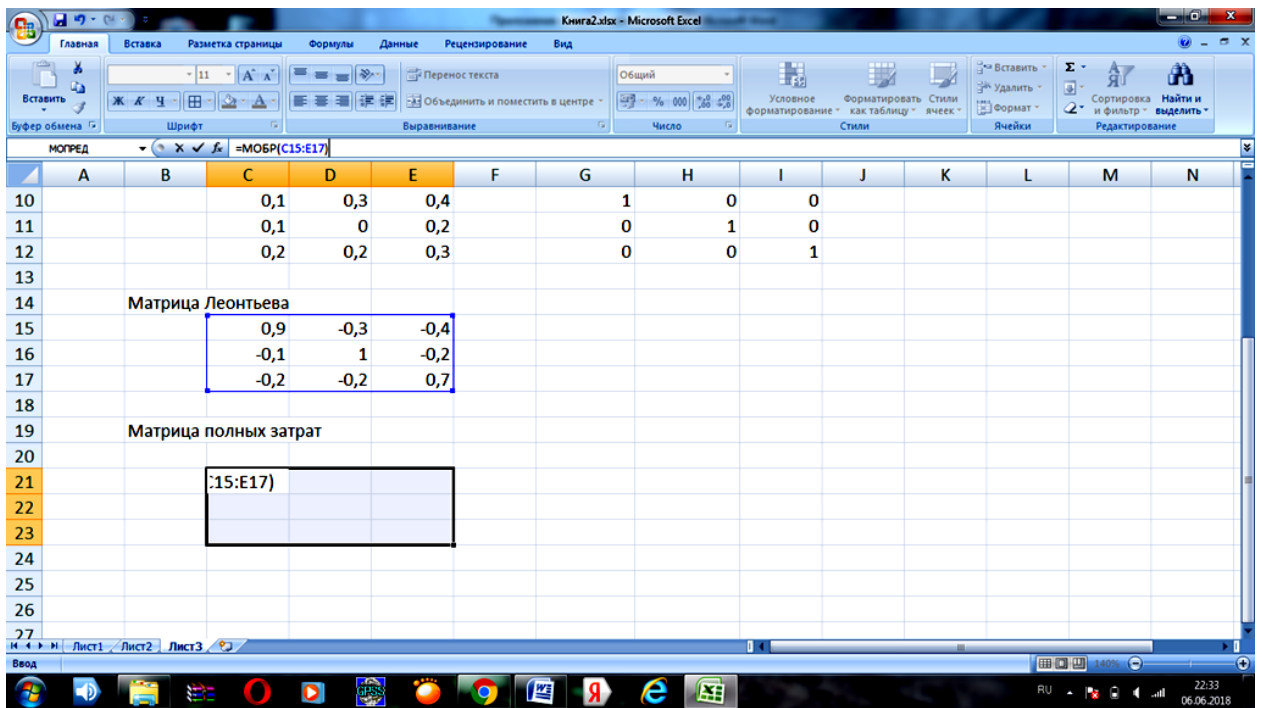 Книга2.xlsx - Microsoft Excel
Главная Вставка Разметка страницы Формулы Данные Рецензирование Вид
Вставить
Буфер обмена
11 A A
Ж К Ч A
Шрифт
Перенос текста
Объединить и поместить в центре
Выравнивание
Общий
% 000
Число
Условное форматирование
Форматировать как таблицу
Стили ячеек
Стили
Вставить
Удалить
Формат
Ячейки
Σ
Сортировка и фильтр
Найти и выделить
Редактирование
МОПРЕД fx =МОБР(C15:E17)
A B C D E F G H I J K L M N
10 0,1 0,3 0,4 1 0 0
11 0,1 0 0,2 0 1 0
12 0,2 0,2 0,3 0 0 1
13
14 Матрица Леонтьева
15 0,9 -0,3 -0,4
16 -0,1 1 -0,2
17 -0,2 -0,2 0,7
18
19 Матрица полных затрат
20
21 C15:E17)
22
23
24
25
26
27
Лист1 Лист2 Лист3
Ввод 140%
GPSS Я RU 22:33
06.06.2018